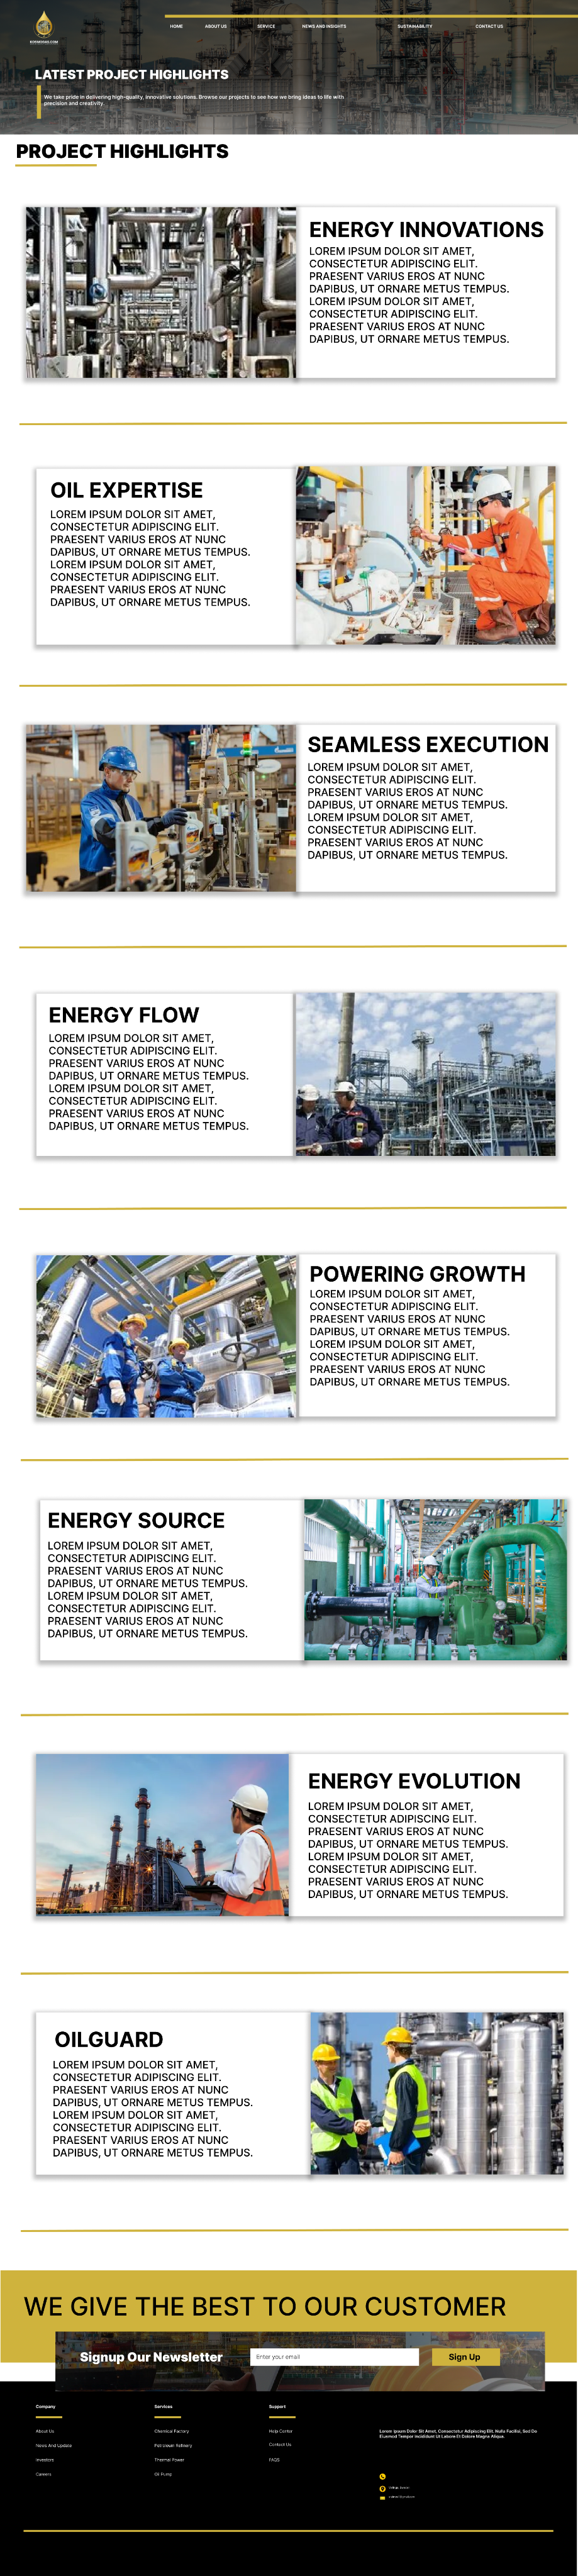 HOME ABOUT US SERVICE NEWS AND INSIGHTS SUSTAINABILITY CONTACT US
LATEST PROJECT HIGHLIGHTS
We take pride in delivering high-quality, innovative solutions. Browse our projects to see how we bring ideas to life with
precision and creativity.
PROJECT HIGHLIGHTS
ENERGY INNOVATIONS
LOREM IPSUM DOLOR SIT AMET,
CONSECTETUR ADIPISCING ELIT.
PRAESENT VARIUS EROS AT NUNC
DAPIBUS, UT ORNARE METUS TEMPUS.
LOREM IPSUM DOLOR SIT AMET,
CONSECTETUR ADIPISCING ELIT.
PRAESENT VARIUS EROS AT NUNC
DAPIBUS, UT ORNARE METUS TEMPUS.
OIL EXPERTISE
LOREM IPSUM DOLOR SIT AMET,
CONSECTETUR ADIPISCING ELIT.
PRAESENT VARIUS EROS AT NUNC
DAPIBUS, UT ORNARE METUS TEMPUS.
LOREM IPSUM DOLOR SIT AMET,
CONSECTETUR ADIPISCING ELIT.
PRAESENT VARIUS EROS AT NUNC
DAPIBUS, UT ORNARE METUS TEMPUS.
SEAMLESS EXECUTION
LOREM IPSUM DOLOR SIT AMET,
CONSECTETUR ADIPISCING ELIT.
PRAESENT VARIUS EROS AT NUNC
DAPIBUS, UT ORNARE METUS TEMPUS.
LOREM IPSUM DOLOR SIT AMET,
CONSECTETUR ADIPISCING ELIT.
PRAESENT VARIUS EROS AT NUNC
DAPIBUS, UT ORNARE METUS TEMPUS.
ENERGY FLOW
LOREM IPSUM DOLOR SIT AMET,
CONSECTETUR ADIPISCING ELIT.
PRAESENT VARIUS EROS AT NUNC
DAPIBUS, UT ORNARE METUS TEMPUS.
LOREM IPSUM DOLOR SIT AMET,
CONSECTETUR ADIPISCING ELIT.
PRAESENT VARIUS EROS AT NUNC
DAPIBUS, UT ORNARE METUS TEMPUS.
POWERING GROWTH
LOREM IPSUM DOLOR SIT AMET,
CONSECTETUR ADIPISCING ELIT.
PRAESENT VARIUS EROS AT NUNC
DAPIBUS, UT ORNARE METUS TEMPUS.
LOREM IPSUM DOLOR SIT AMET,
CONSECTETUR ADIPISCING ELIT.
PRAESENT VARIUS EROS AT NUNC
DAPIBUS, UT ORNARE METUS TEMPUS.
ENERGY SOURCE
LOREM IPSUM DOLOR SIT AMET,
CONSECTETUR ADIPISCING ELIT.
PRAESENT VARIUS EROS AT NUNC
DAPIBUS, UT ORNARE METUS TEMPUS.
LOREM IPSUM DOLOR SIT AMET,
CONSECTETUR ADIPISCING ELIT.
PRAESENT VARIUS EROS AT NUNC
DAPIBUS, UT ORNARE METUS TEMPUS.
ENERGY EVOLUTION
LOREM IPSUM DOLOR SIT AMET,
CONSECTETUR ADIPISCING ELIT.
PRAESENT VARIUS EROS AT NUNC
DAPIBUS, UT ORNARE METUS TEMPUS.
LOREM IPSUM DOLOR SIT AMET,
CONSECTETUR ADIPISCING ELIT.
PRAESENT VARIUS EROS AT NUNC
DAPIBUS, UT ORNARE METUS TEMPUS.
OILGUARD
LOREM IPSUM DOLOR SIT AMET,
CONSECTETUR ADIPISCING ELIT.
PRAESENT VARIUS EROS AT NUNC
DAPIBUS, UT ORNARE METUS TEMPUS.
LOREM IPSUM DOLOR SIT AMET,
CONSECTETUR ADIPISCING ELIT.
PRAESENT VARIUS EROS AT NUNC
DAPIBUS, UT ORNARE METUS TEMPUS.
WE GIVE THE BEST TO OUR CUSTOMER
Signup Our Newsletter
Enter your email
Sign Up
Company
About Us
News And Update
Investors
Careers
Services
Chemical Factory
Petroleum Refinery
Thermal Power
Oil Pump
Support
Help Center
Contact Us
FAQS
Lorem Ipsum Dolor Sit Amet, Consectetur Adipiscing Elit. Nulla Facilisi, Sed Do
Eiusmod Tempor Incididunt Ut Labore Et Dolore Magna Aliqua.